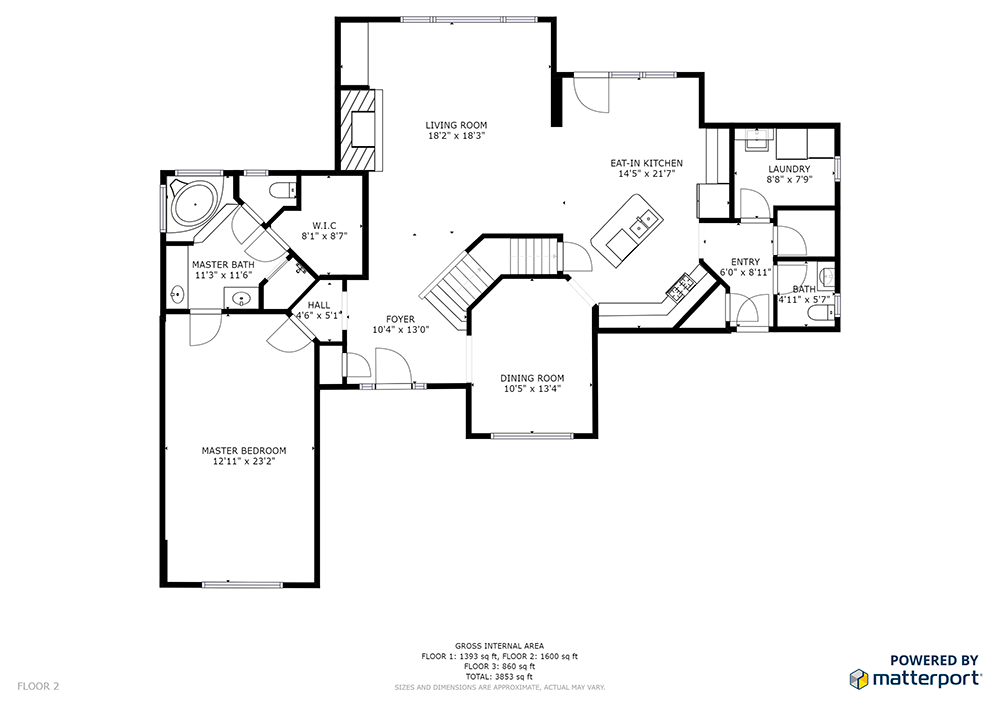 LIVING ROOM
18'2" x 18'3"
EAT-IN KITCHEN
14'5" x 21'7"
LAUNDRY
8'8" x 7'9"
W.I.C
8'1" x 8'7"
MASTER BATH
11'3" x 11'6"
ENTRY
6'0" x 8'11"
BATH
4'11" x 5'7"
HALL
4'6" x 5'1"
FOYER
10'4" x 13'0"
DINING ROOM
10'5" x 13'4"
MASTER BEDROOM
12'11" x 23'2"
GROSS INTERNAL AREA
FLOOR 1: 1393 sq ft, FLOOR 2: 1600 sq ft
FLOOR 3: 860 sq ft
TOTAL: 3853 sq ft
SIZES AND DIMENSIONS ARE APPROXIMATE, ACTUAL MAY VARY.
FLOOR 2
POWERED BY
matterport®